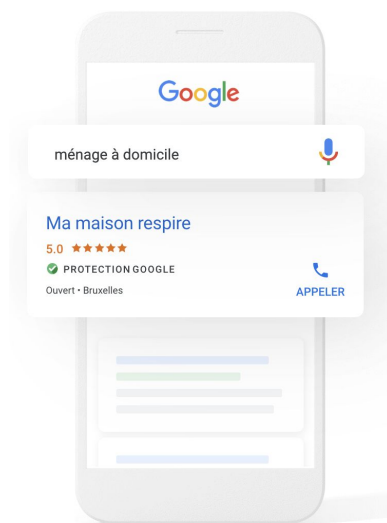 Google
ménage à domicile
Ma maison respire
5.0 ★★★★★
PROTECTION GOOGLE
Ouvert • Bruxelles
APPELER